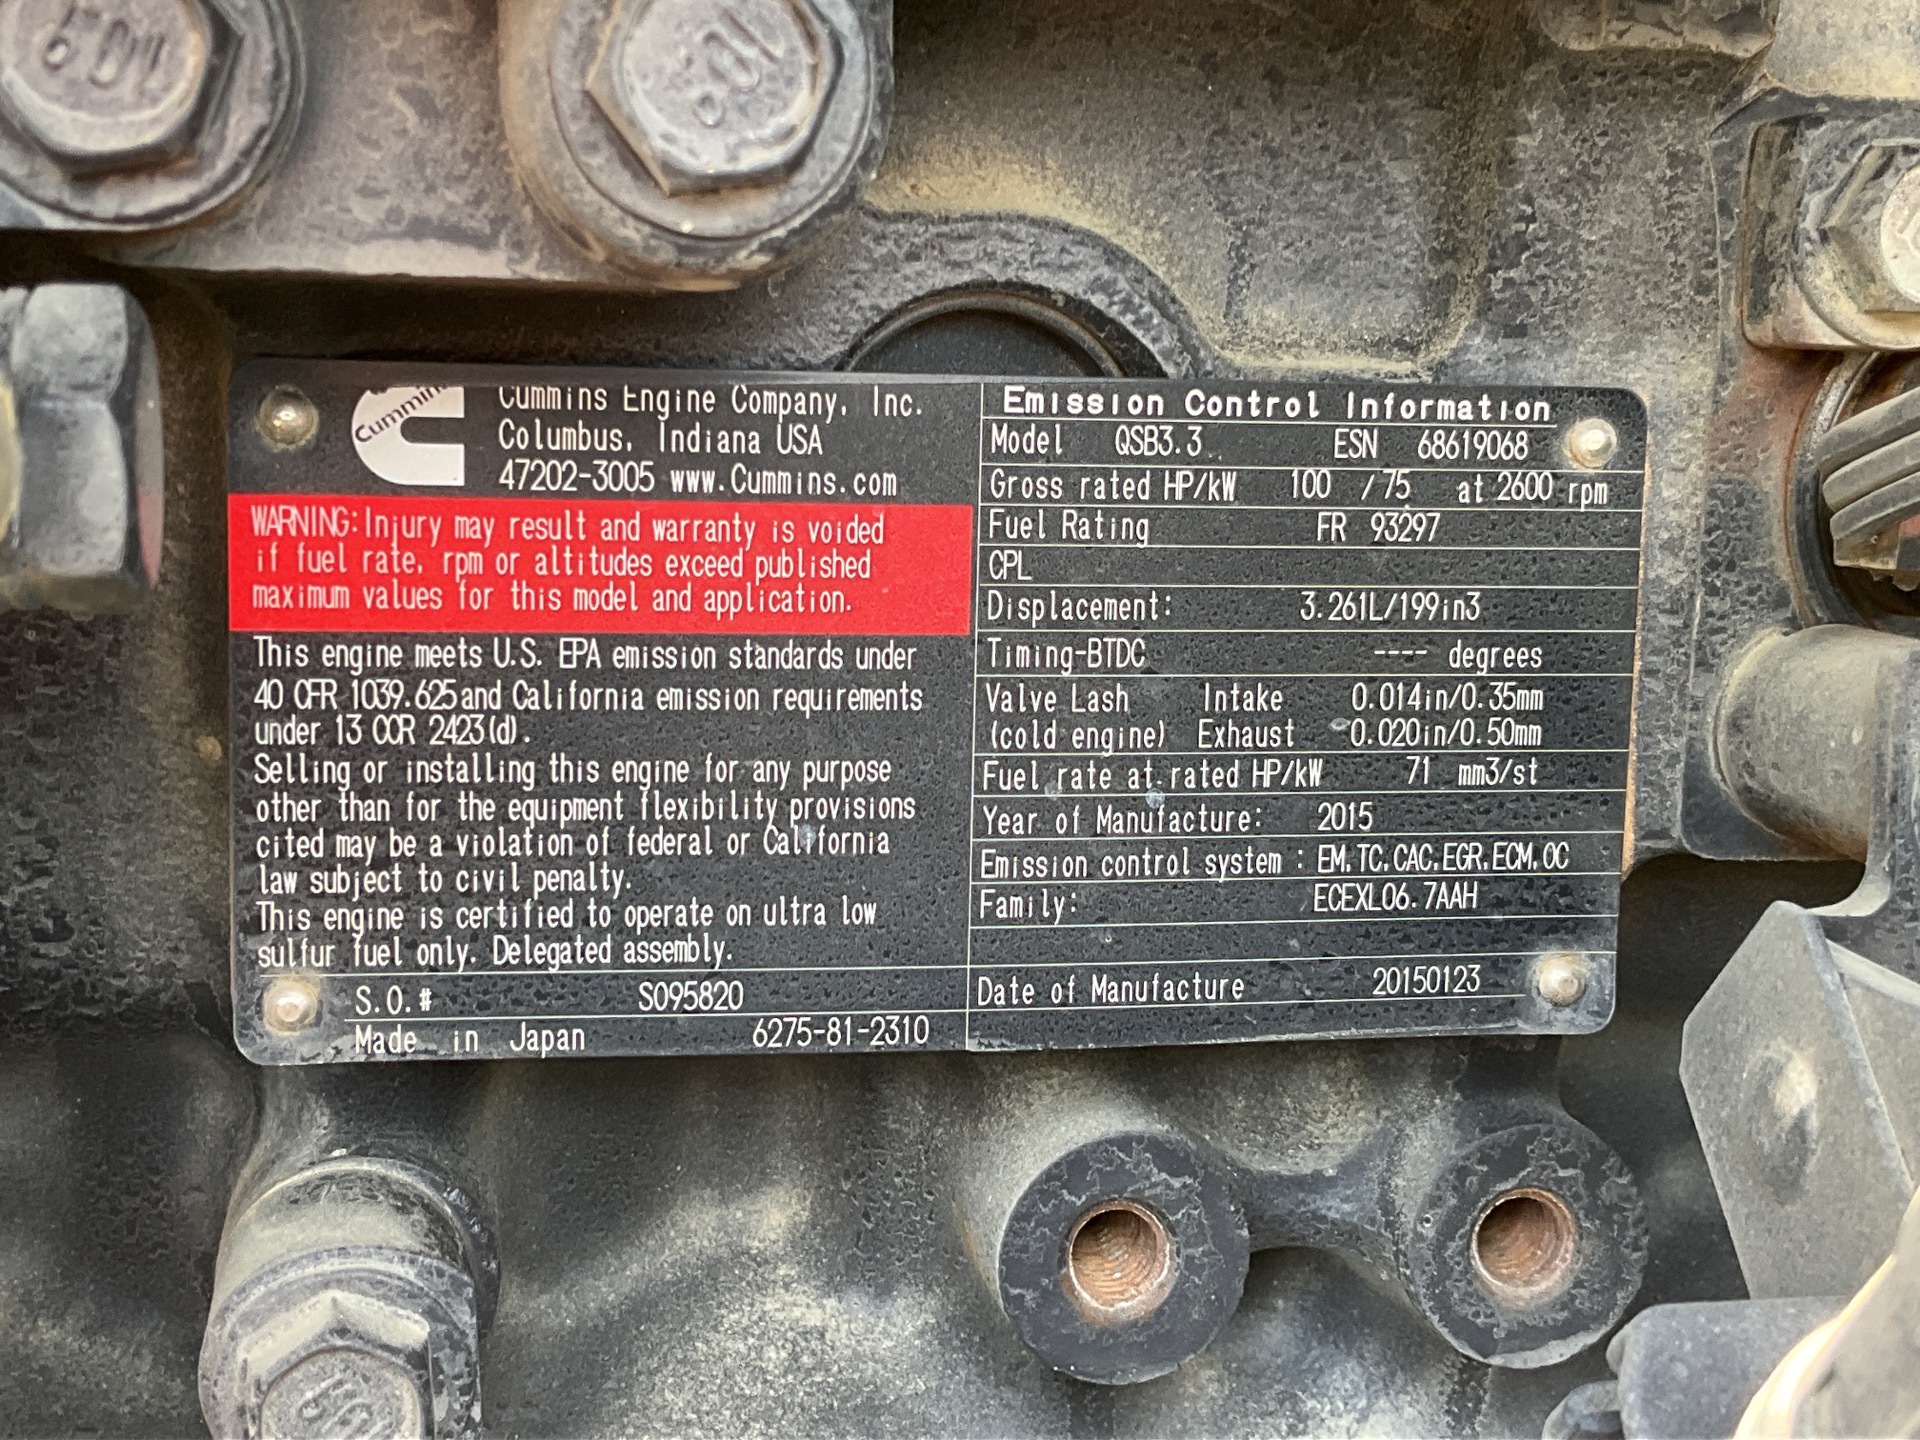 10.9
10.9
Cummins
Cummins Engine Company, Inc.
Columbus, Indiana USA
47202-3005 www.Cummins.com
WARNING: Injury may result and warranty is voided
if fuel rate, rpm or altitudes exceed published
maximum values for this model and application.
This engine meets U.S. EPA emission standards under
40 CFR 1039.625 and California emission requirements
under 13 CCR 2423(d).
Selling or installing this engine for any purpose
other than for the equipment flexibility provisions
cited may be a violation of federal or California
law subject to civil penalty.
This engine is certified to operate on ultra low
sulfur fuel only. Delegated assembly.
S.O.# S095820
Made in Japan 6275-81-2310
Emission Control Information
Model QSB3.3 ESN 68619068
Gross rated HP/kW 100 /75 at 2600 rpm
Fuel Rating FR 93297
CPL
Displacement: 3.261L/199in3
Timing-BTDC ---- degrees
Valve Lash Intake 0.014in/0.35mm
(cold engine) Exhaust 0.020in/0.50mm
Fuel rate at rated HP/kW 71 mm3/st
Year of Manufacture: 2015
Emission control system : EM, TC, CAC, EGR, ECM, OC
Family: ECEXL06.7AAH
Date of Manufacture 20150123